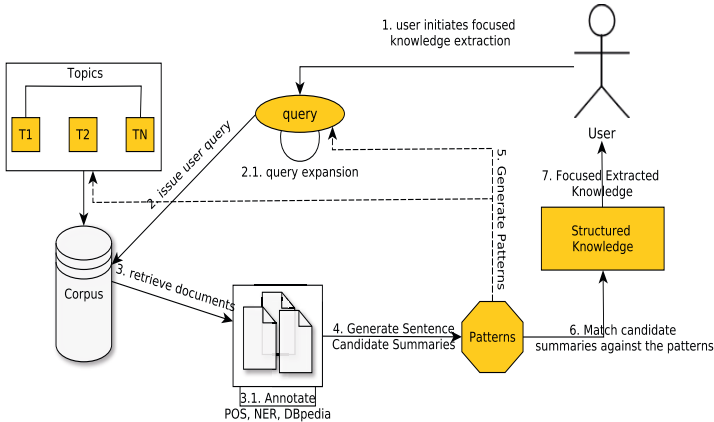 1. user initiates focused
knowledge extraction
Topics
T1
T2
TN
query
User
2. issue user query
2.1. query expansion
5. Generate Patterns
7. Focused Extracted
Knowledge
Structured
Knowledge
Corpus
3. retrieve documents
4. Generate Sentence
Candidate Summaries
Patterns
6. Match candidate
summaries against the patterns
3.1. Annotate
POS, NER, DBpedia